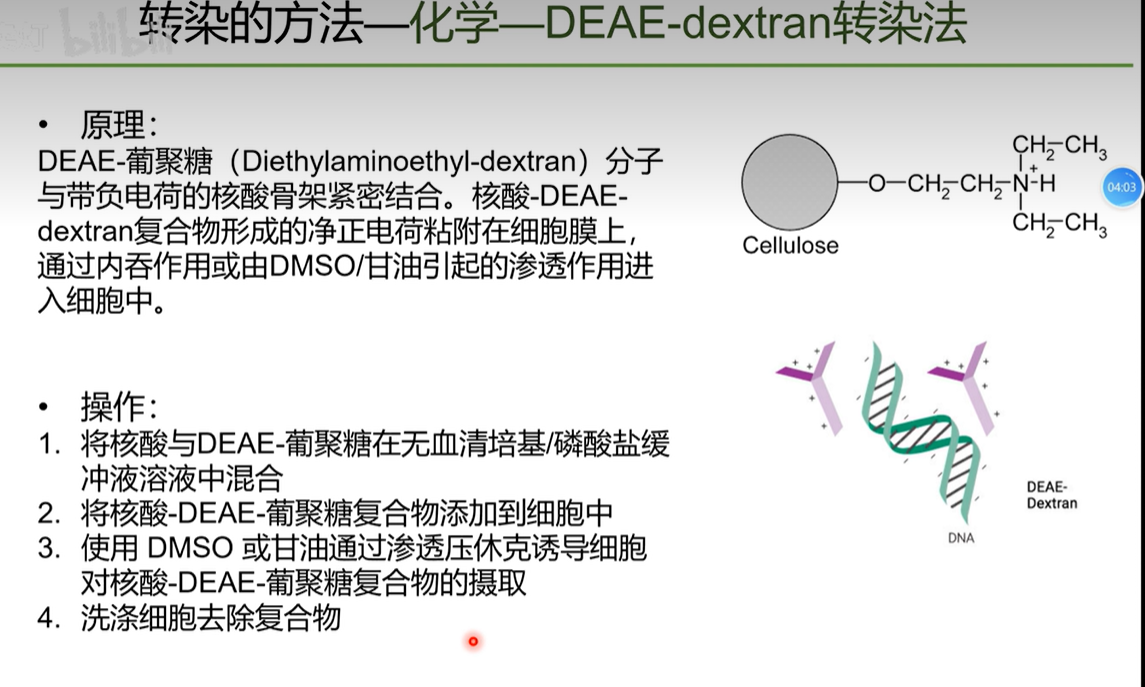 转染的方法—化学—DEAE-dextran转染法
bilibili
• 原理：
DEAE-葡聚糖（Diethylaminoethyl-dextran）分子
与带负电荷的核酸骨架紧密结合。核酸-DEAE-
dextran复合物形成的净正电荷粘附在细胞膜上，
通过内吞作用或由DMSO/甘油引起的渗透作用进
入细胞中。
CH2-CH3
+
-O-CH2-CH2-N-H
CH2-CH3
Cellulose
04:03
• 操作：
1. 将核酸与DEAE-葡聚糖在无血清培基/磷酸盐缓
冲液溶液中混合
2. 将核酸-DEAE-葡聚糖复合物添加到细胞中
3. 使用 DMSO 或甘油通过渗透压休克诱导细胞
对核酸-DEAE-葡聚糖复合物的摄取
4. 洗涤细胞去除复合物
DEAE-
Dextran
DNA